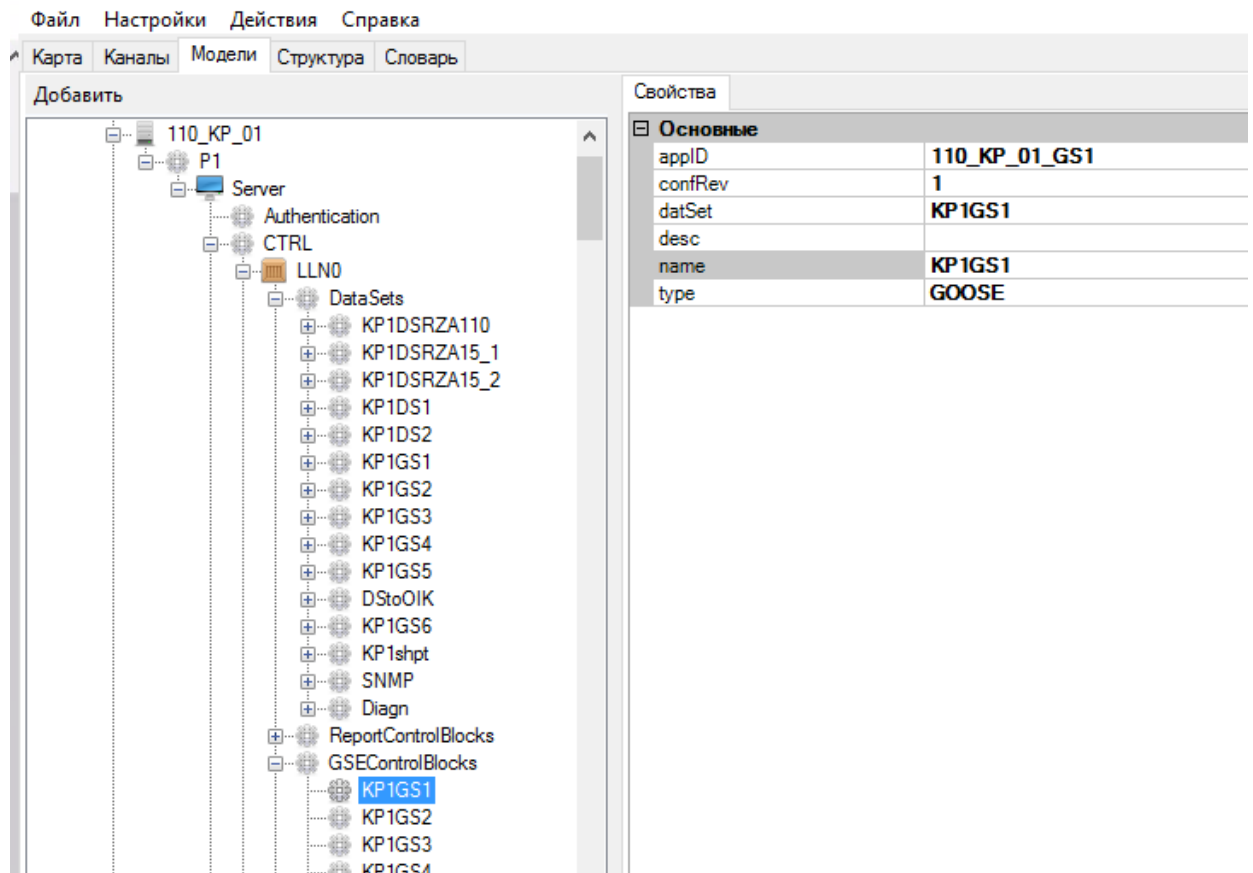 Файл Настройки Действия Справка
Карта Каналы Модели Структура Словарь
Добавить
110_KP_01
P1
Server
Authentication
CTRL
LLN0
DataSets
KP1DSRZA110
KP1DSRZA15_1
KP1DSRZA15_2
KP1DS1
KP1DS2
KP1GS1
KP1GS2
KP1GS3
KP1GS4
KP1GS5
DStoOIK
KP1GS6
KP1shpt
SNMP
Diagn
ReportControlBlocks
GSEControlBlocks
KP1GS1
KP1GS2
KP1GS3
KP1GS4
Свойства
Основные
appID 110_KP_01_GS1
confRev 1
datSet KP1GS1
desc
name KP1GS1
type GOOSE